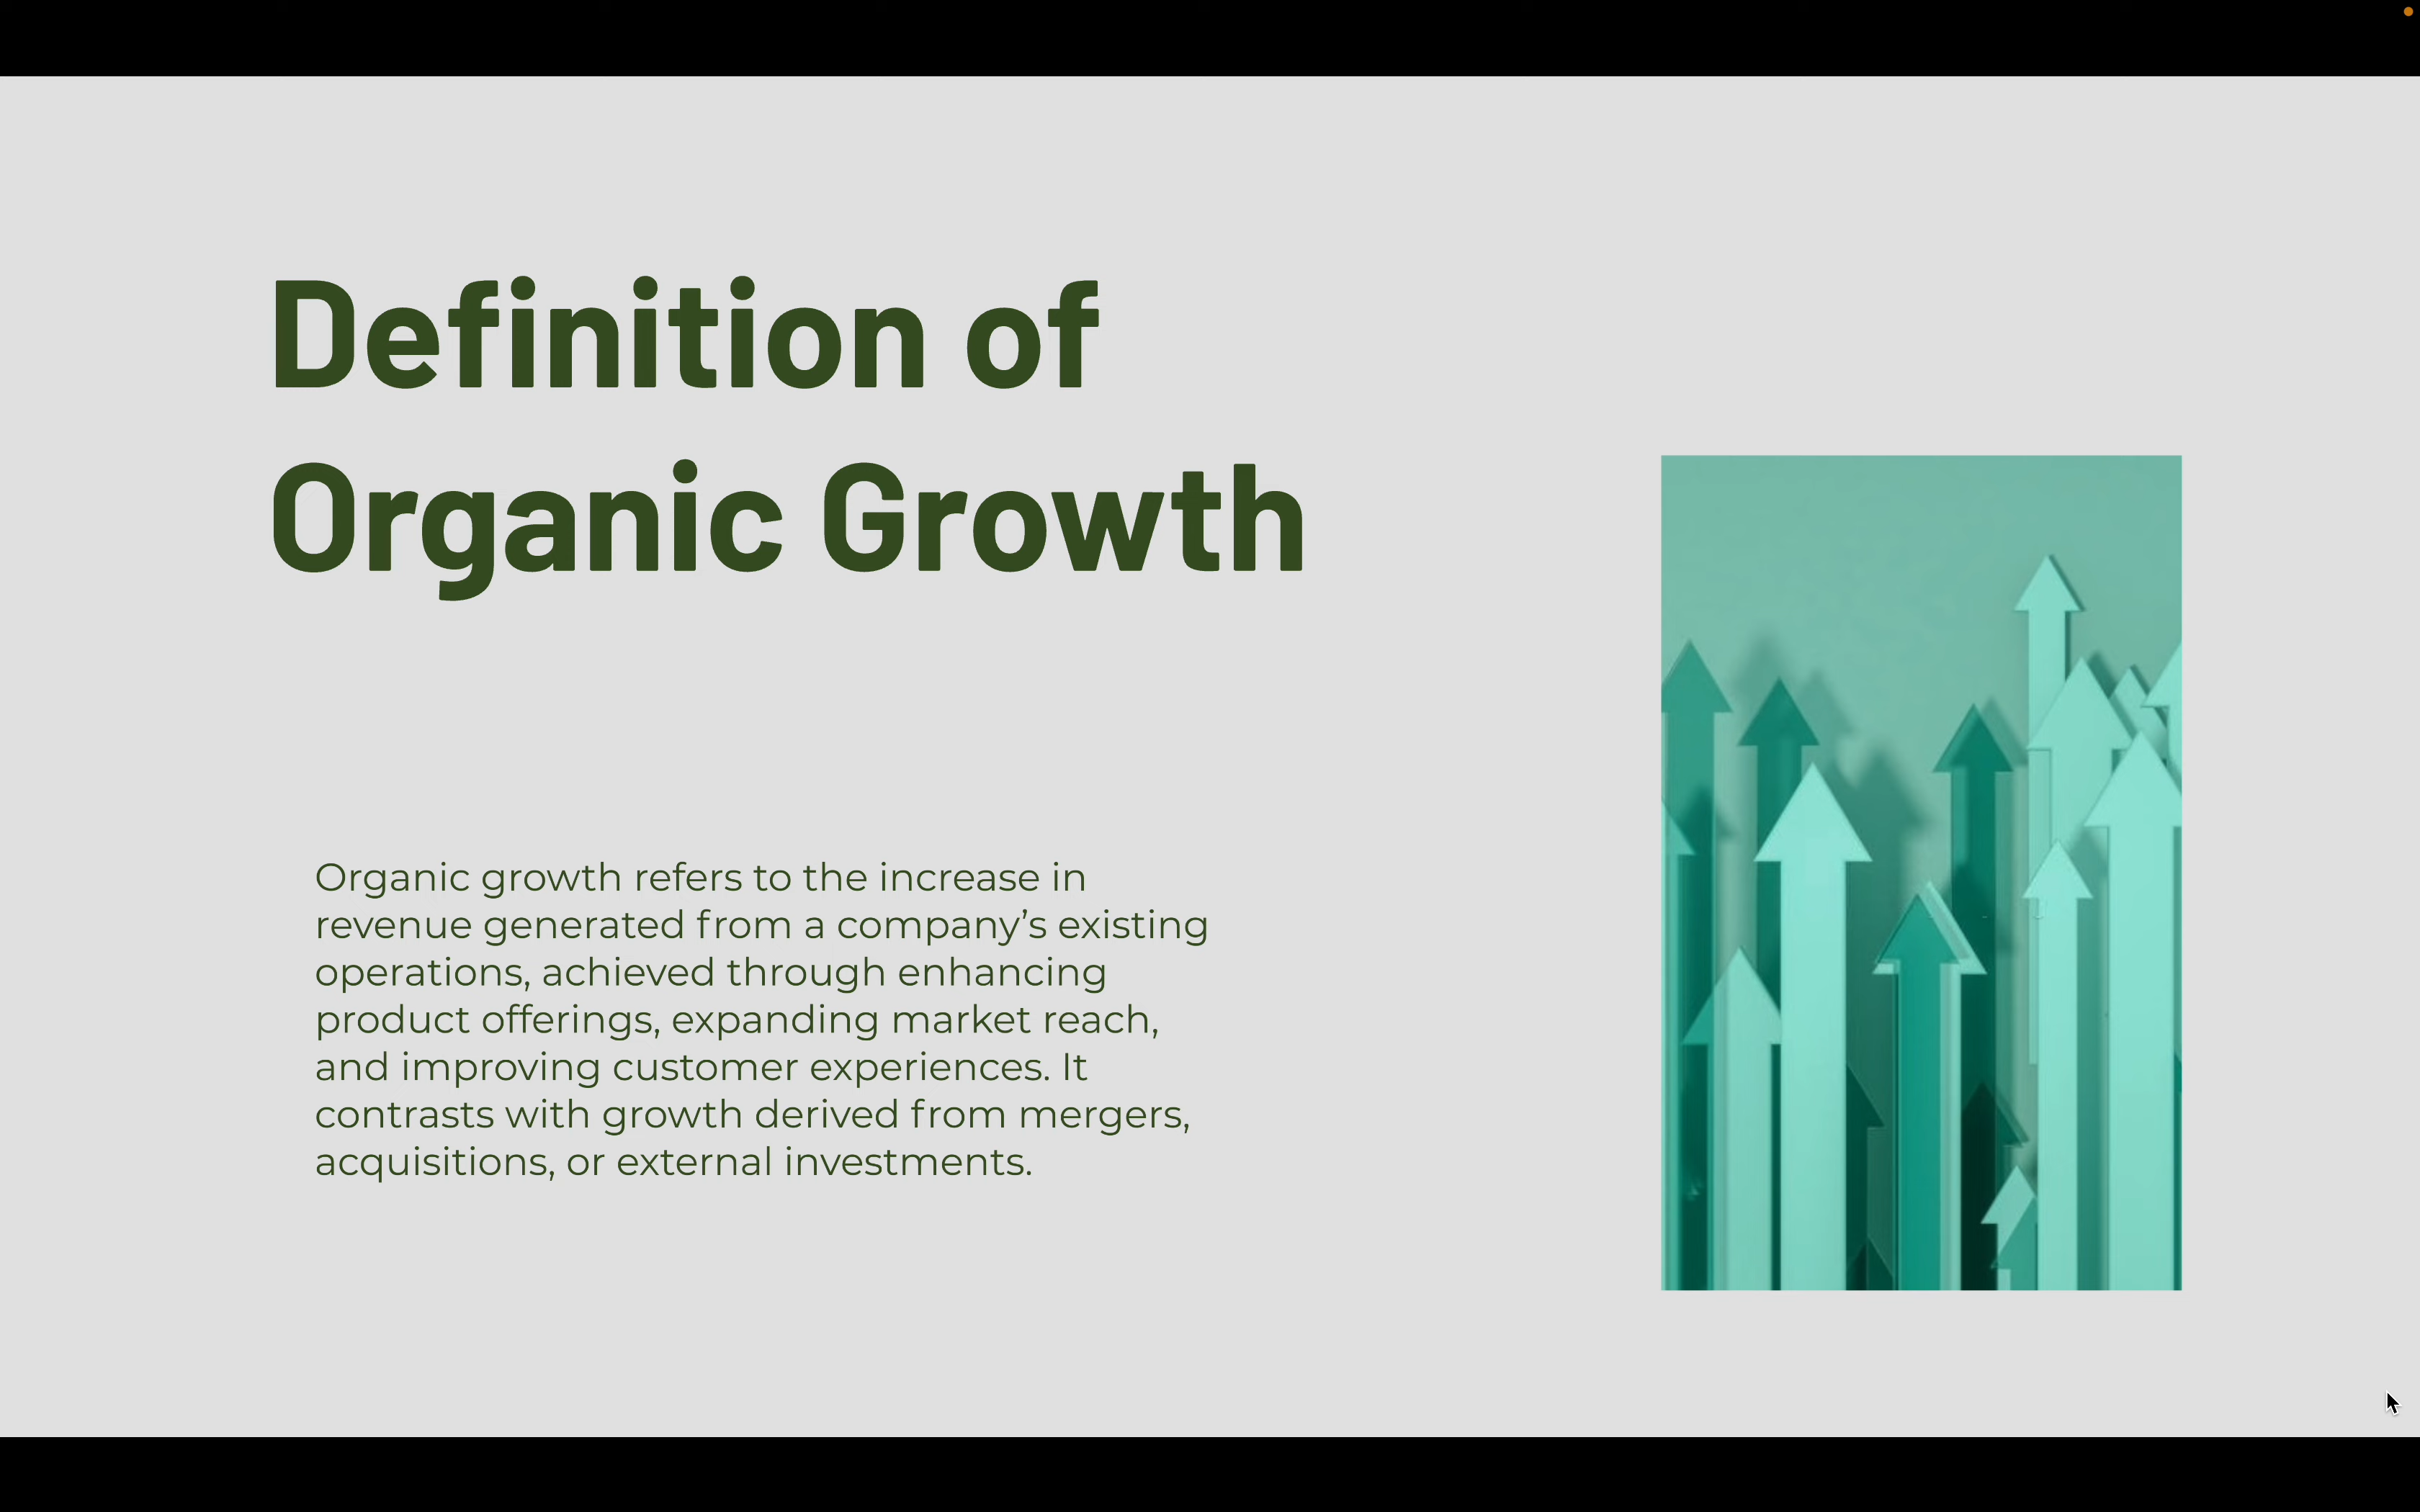 Definition of
Organic Growth
Organic growth refers to the increase in
revenue generated from a company’s existing
operations, achieved through enhancing
product offerings, expanding market reach,
and improving customer experiences. It
contrasts with growth derived from mergers,
acquisitions, or external investments.